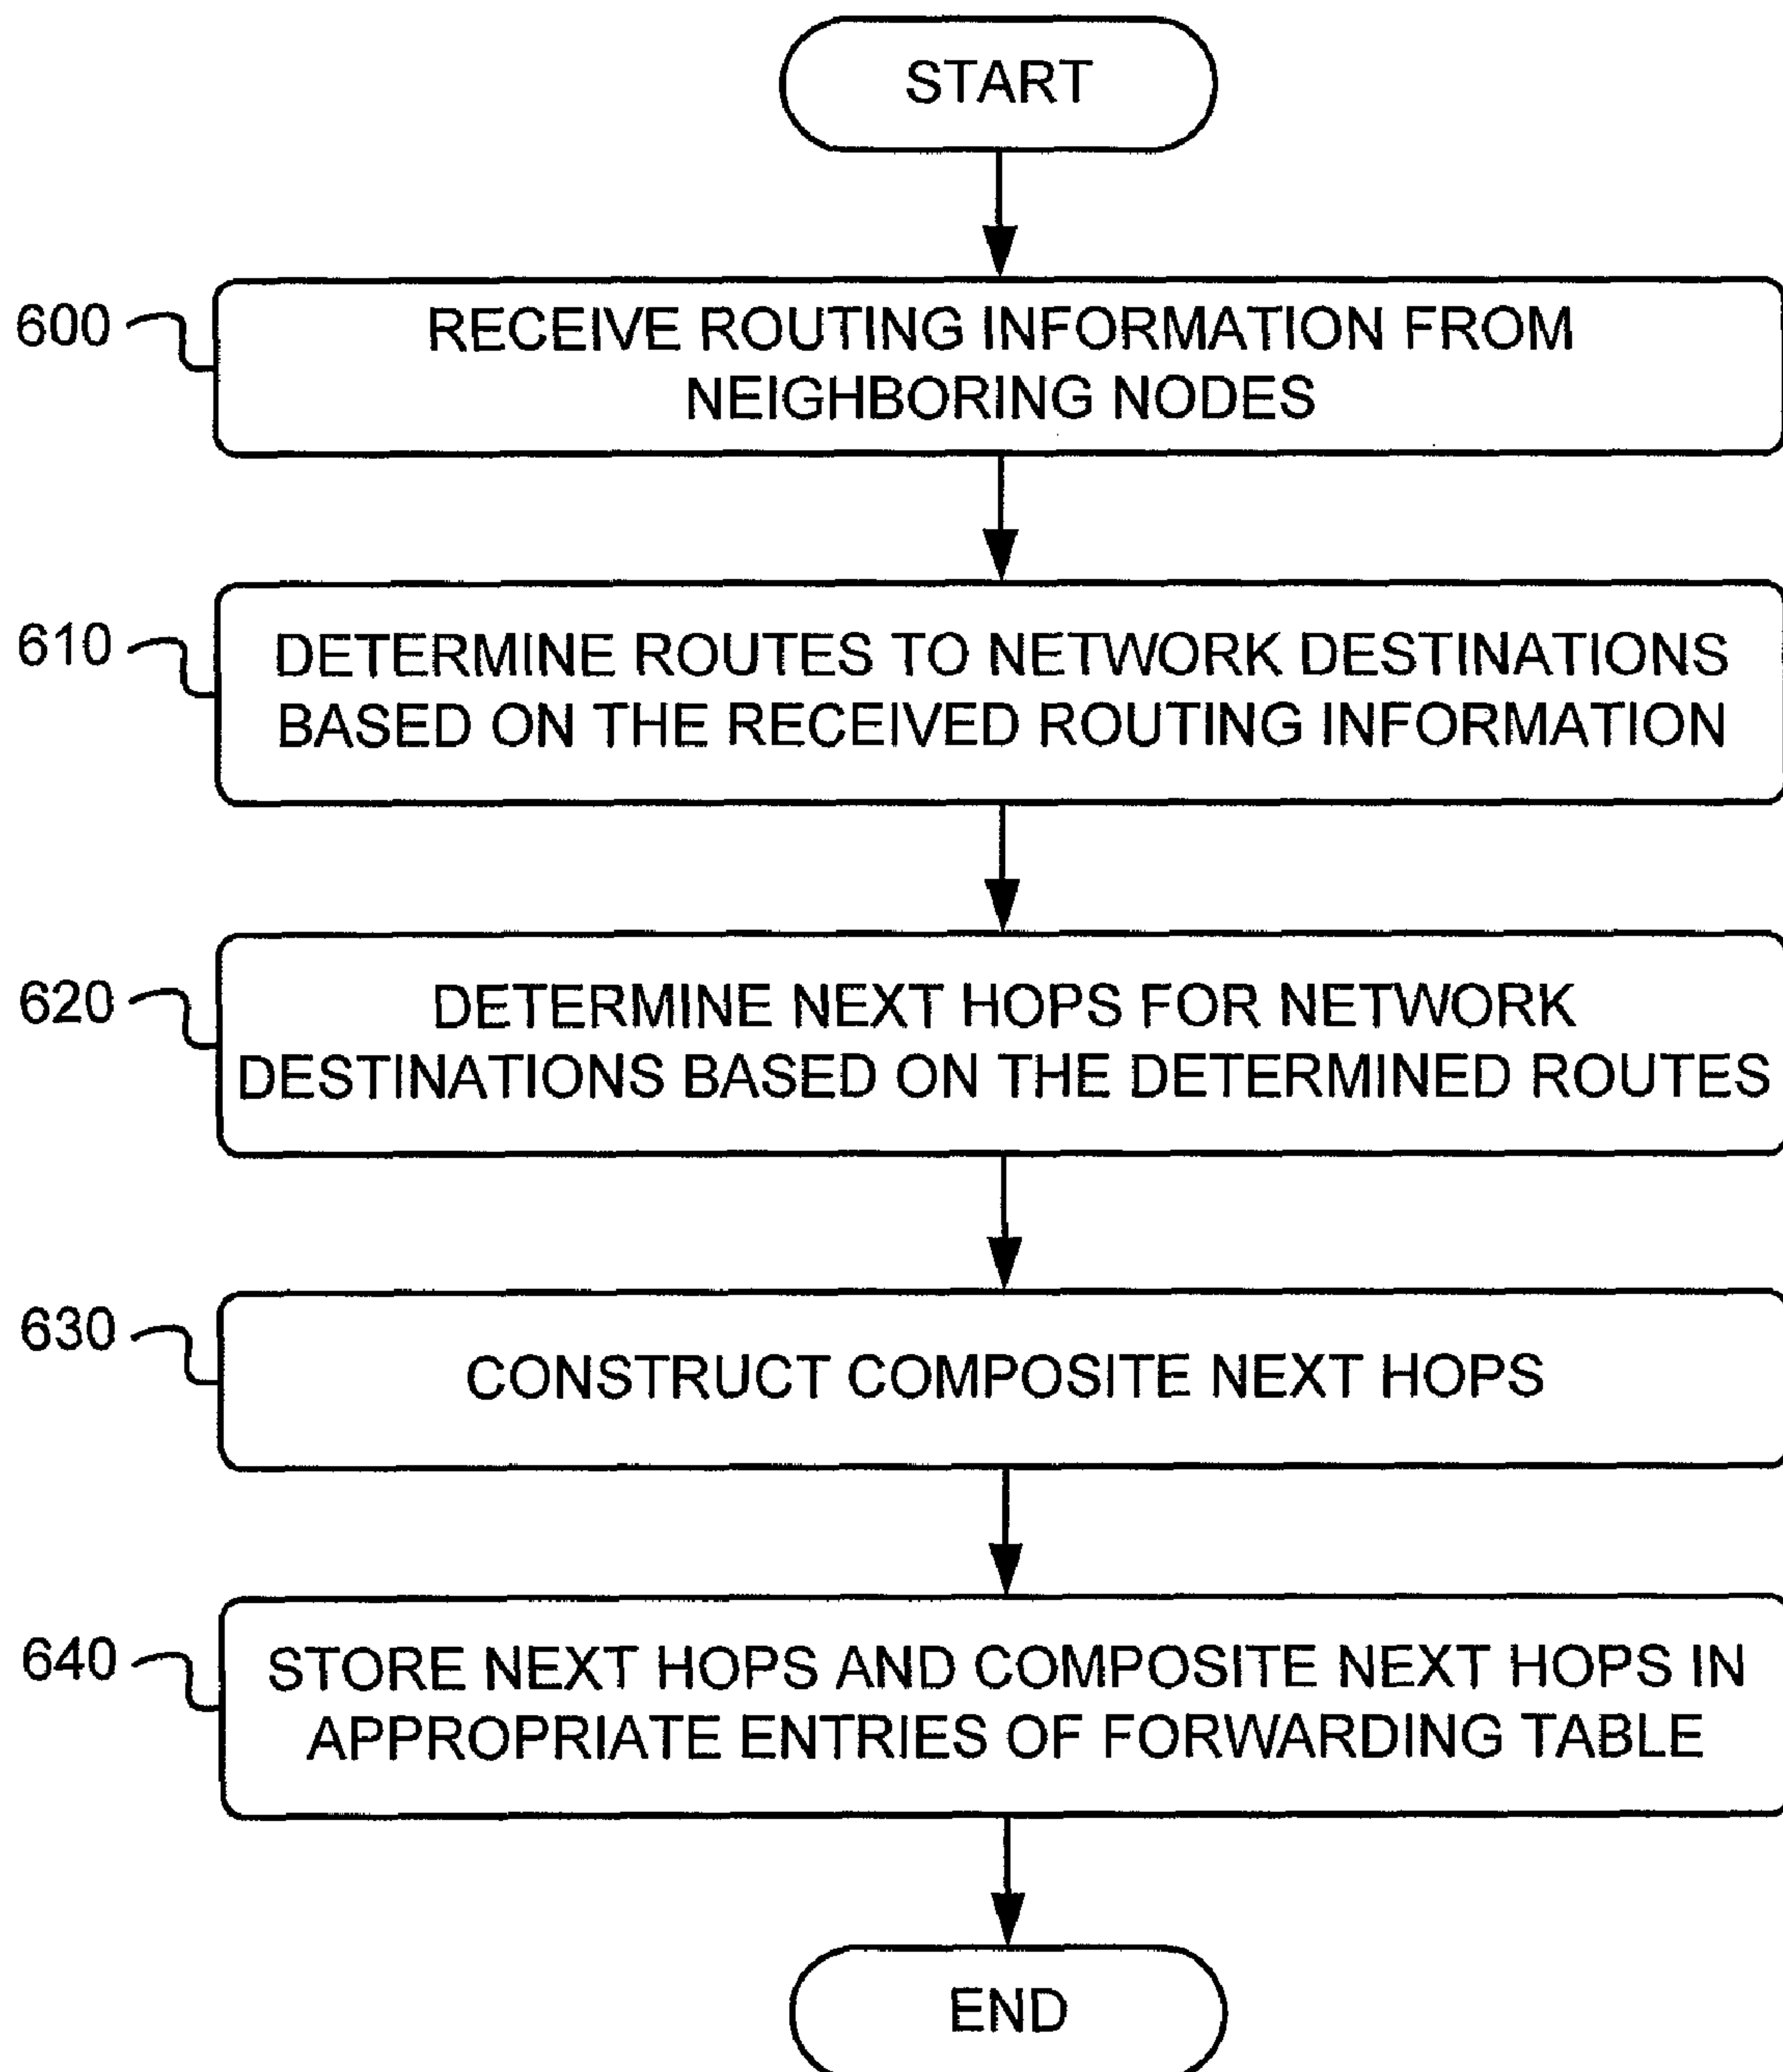 START
600
RECEIVE ROUTING INFORMATION FROM
NEIGHBORING NODES
610
DETERMINE ROUTES TO NETWORK DESTINATIONS
BASED ON THE RECEIVED ROUTING INFORMATION
620
DETERMINE NEXT HOPS FOR NETWORK
DESTINATIONS BASED ON THE DETERMINED ROUTES
630
CONSTRUCT COMPOSITE NEXT HOPS
640
STORE NEXT HOPS AND COMPOSITE NEXT HOPS IN
APPROPRIATE ENTRIES OF FORWARDING TABLE
END